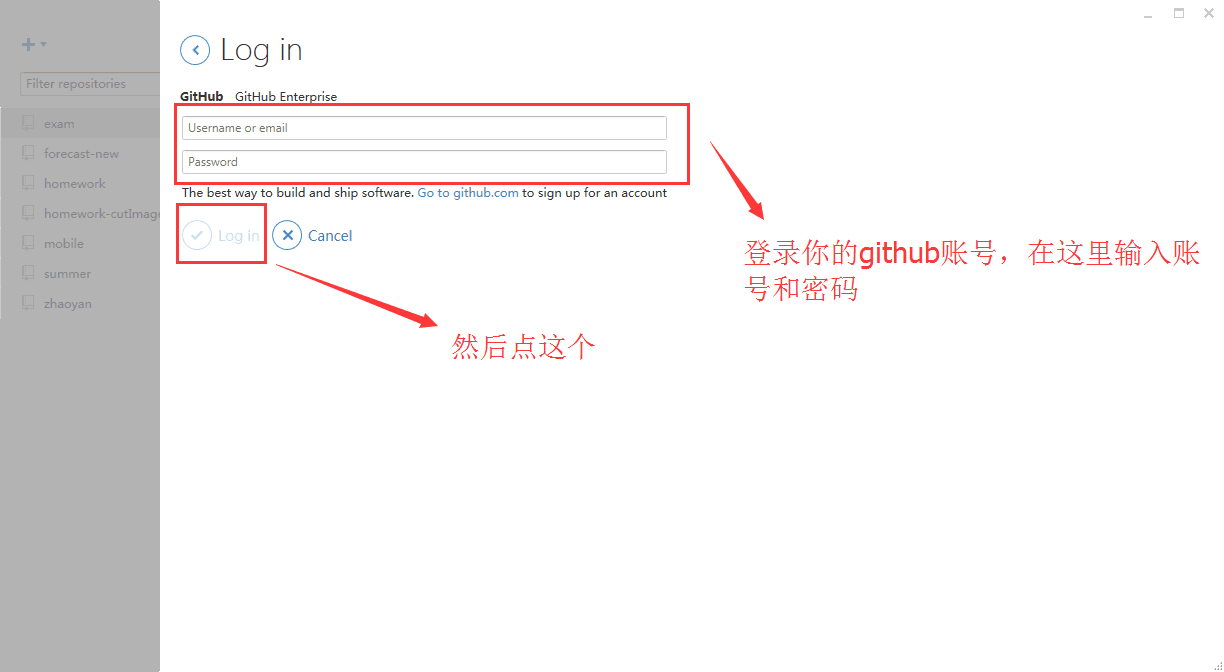 Log in
Filter repositories
GitHub GitHub Enterprise
Username or email
Password
The best way to build and ship software. Go to github.com to sign up for an account
Log in Cancel
exam
forecast-new
homework
homework-cutImage
mobile
summer
zhaoyan
登录你的github账号，在这里输入账
号和密码
然后点这个